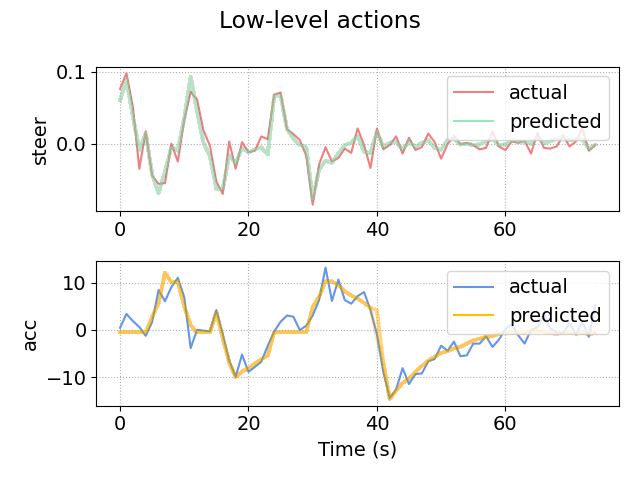 Low-level actions
0.1
0.0
steer
actual
predicted
0 20 40 60
10
0
−10
acc
actual
predicted
0 20 40 60
Time (s)